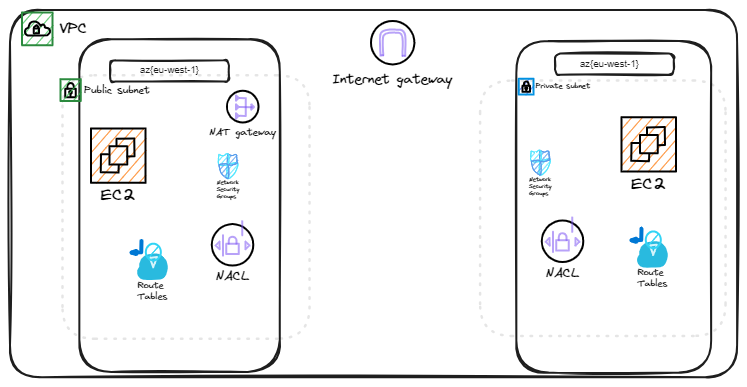 VPC
Internet gateway
az{eu-west-1}
Public subnet
NAT gateway
EC2
Network
Security
Groups
NACL
Route
Tables
az{eu-west-1}
Private subnet
EC2
Network
Security
Groups
NACL
Route
Tables